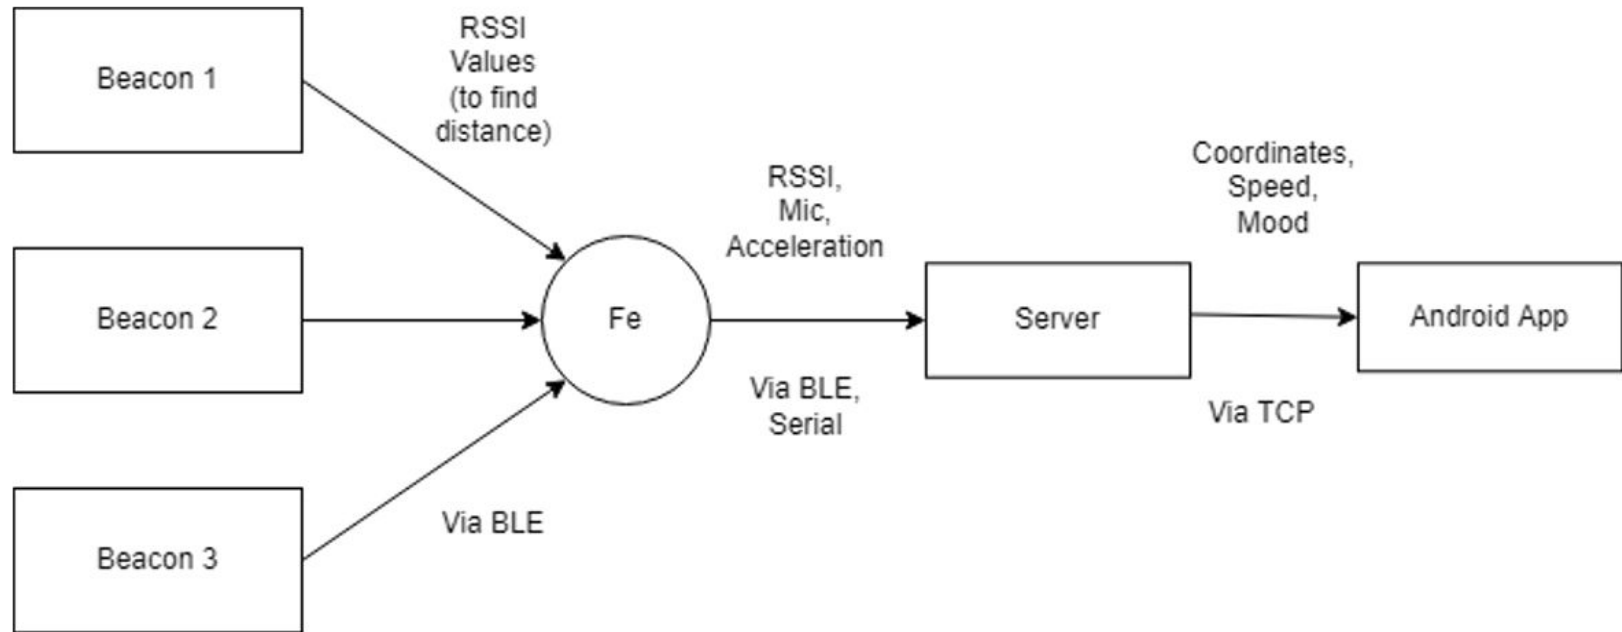 Beacon 1
RSSI
Values
(to find
distance)
Beacon 2
Fe
RSSI,
Mic,
Acceleration
Via BLE,
Serial
Server
Coordinates,
Speed,
Mood
Via TCP
Android App
Beacon 3
Via BLE